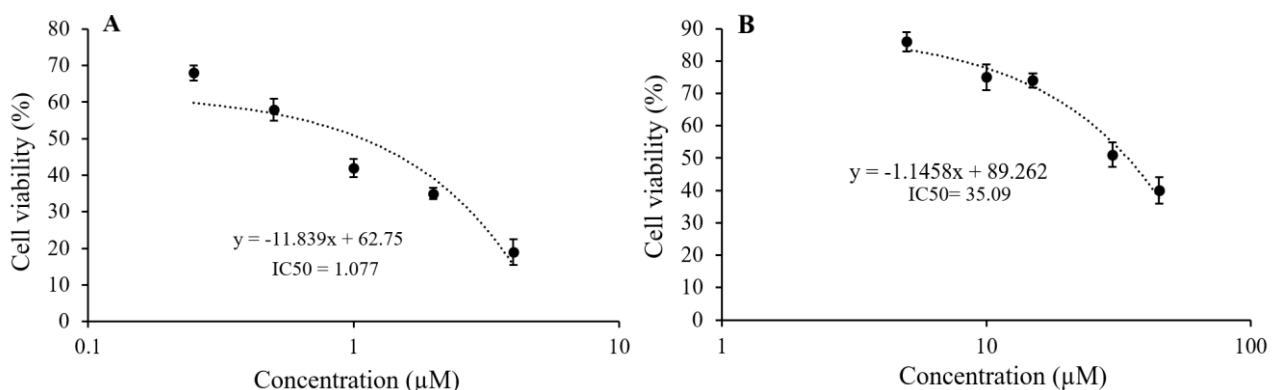 A
Cell viability (%)
80
70
60
50
40
30
20
10
0
y = -11.839x + 62.75
IC50 = 1.077
0.1
1
10
Concentration (µM)
B
Cell viability (%)
90
80
70
60
50
40
30
20
10
0
y = -1.1458x + 89.262
IC50= 35.09
1
10
100
Concentration (µM)